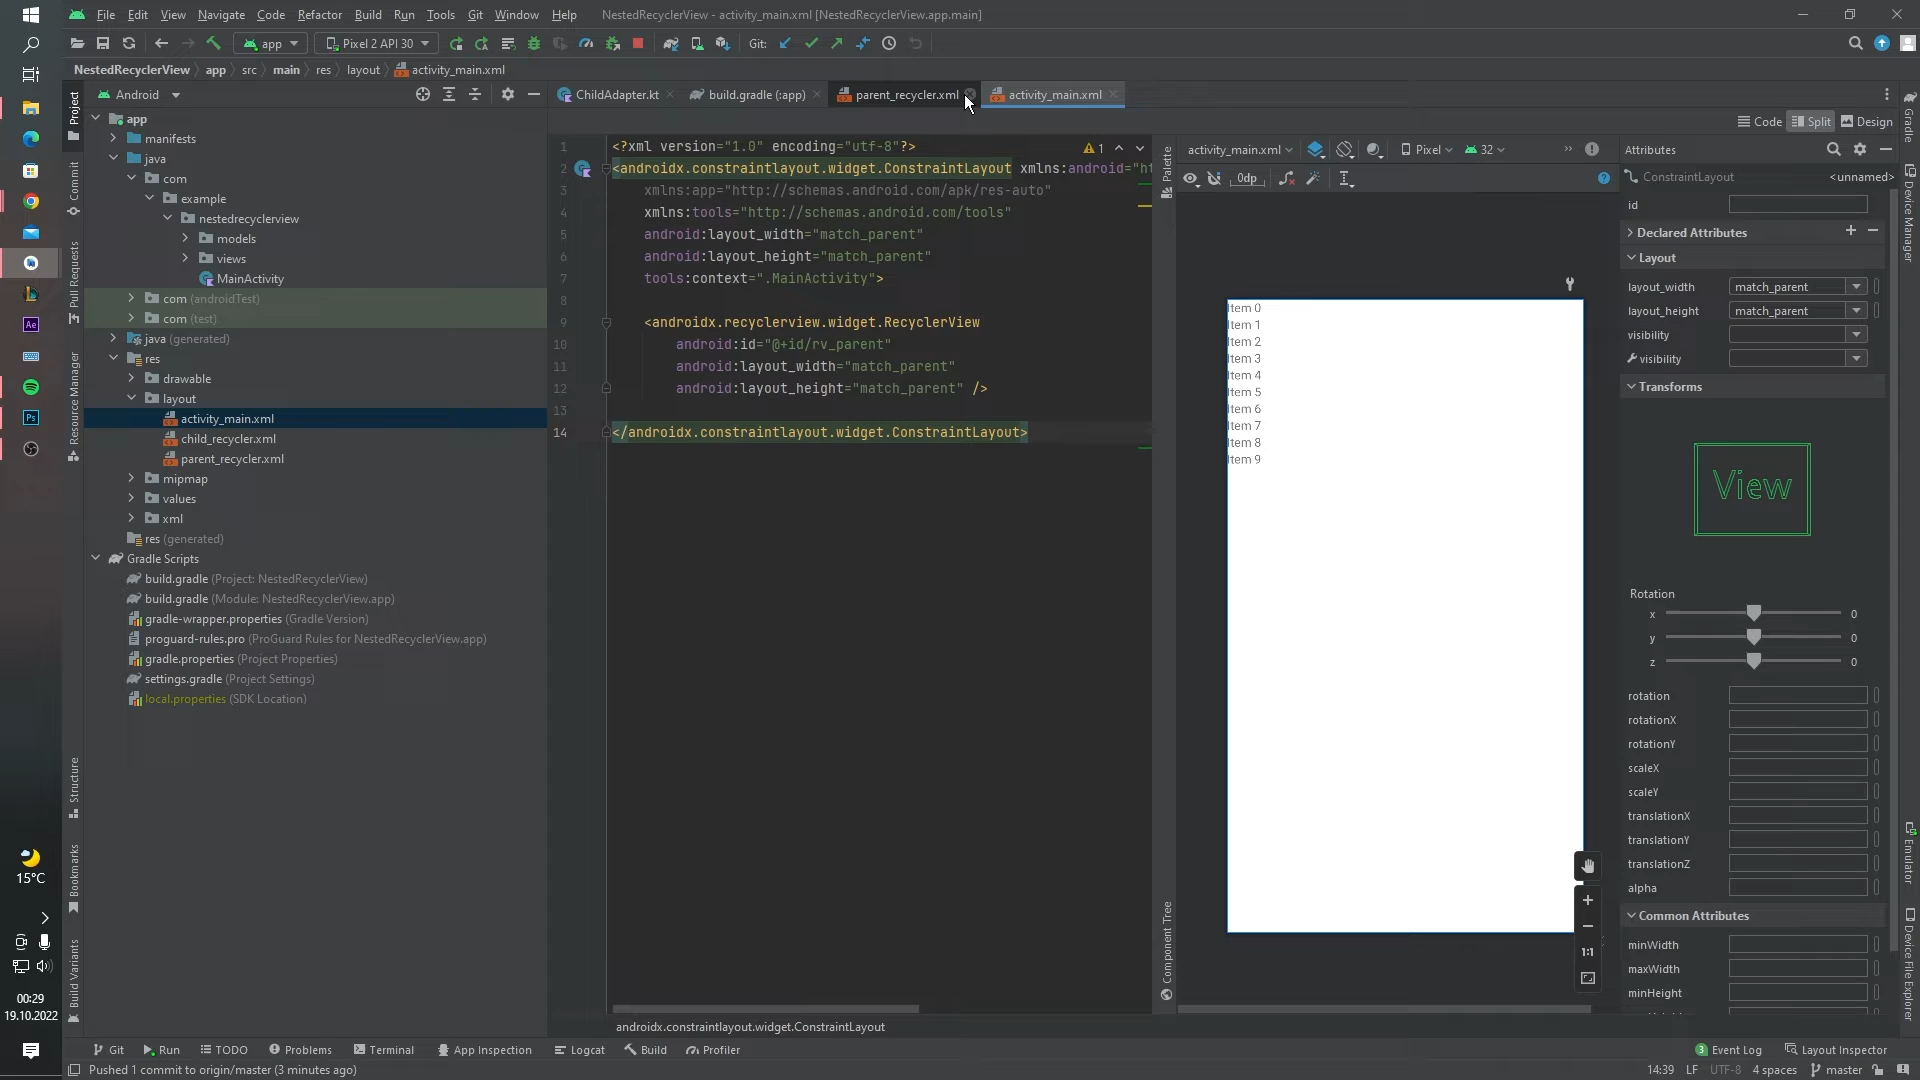 File Edit View Navigate Code Refactor Build Run Tools Git Window Help NestedRecyclerView - activity_main.xml [NestedRecyclerView.app.main]
app Pixel 2 API 30 Git:
NestedRecyclerView app src main res layout activity_main.xml
Android
ChildAdapter.kt build.gradle (:app) parent_recycler.xml activity_main.xml
Code Split Design
Project
Commit
Pull Requests
Resource Manager
Structure
Bookmarks
Build Variants
app
manifests
java
com
example
nestedrecyclerview
models
views
MainActivity
com (androidTest)
com (test)
java (generated)
res
drawable
layout
activity_main.xml
child_recycler.xml
parent_recycler.xml
mipmap
values
xml
res (generated)
Gradle Scripts
build.gradle (Project: NestedRecyclerView)
build.gradle (Module: NestedRecyclerView.app)
gradle-wrapper.properties (Gradle Version)
proguard-rules.pro (ProGuard Rules for NestedRecyclerView.app)
gradle.properties (Project Properties)
settings.gradle (Project Settings)
local.properties (SDK Location)
1 <?xml version="1.0" encoding="utf-8"?>
2 <androidx.constraintlayout.widget.ConstraintLayout xmlns:android="ht
3 xmlns:app="http://schemas.android.com/apk/res-auto"
4 xmlns:tools="http://schemas.android.com/tools"
5 android:layout_width="match_parent"
6 android:layout_height="match_parent"
7 tools:context=".MainActivity">
8
9 <androidx.recyclerview.widget.RecyclerView
10 android:id="@+id/rv_parent"
11 android:layout_width="match_parent"
12 android:layout_height="match_parent" />
13
14 </androidx.constraintlayout.widget.ConstraintLayout>
1
androidx.constraintlayout.widget.ConstraintLayout
Palette
Component Tree
activity_main.xml Pixel 32
0dp
Item 0
Item 1
Item 2
Item 3
Item 4
Item 5
Item 6
Item 7
Item 8
Item 9
1:1
Attributes
ConstraintLayout <unnamed>
id
Declared Attributes
Layout
layout_width match_parent
layout_height match_parent
visibility
visibility
Transforms
View
Rotation
x 0
y 0
z 0
rotation
rotationX
rotationY
scaleX
scaleY
translationX
translationY
translationZ
alpha
Common Attributes
minWidth
maxWidth
minHeight
Gradle
Device Manager
Emulator
Device File Explorer
Ae
Ps
15°C
00:29
19.10.2022
Git Run TODO Problems Terminal App Inspection Logcat Build Profiler 3 Event Log Layout Inspector
Pushed 1 commit to origin/master (3 minutes ago) 14:39 LF UTF-8 4 spaces master